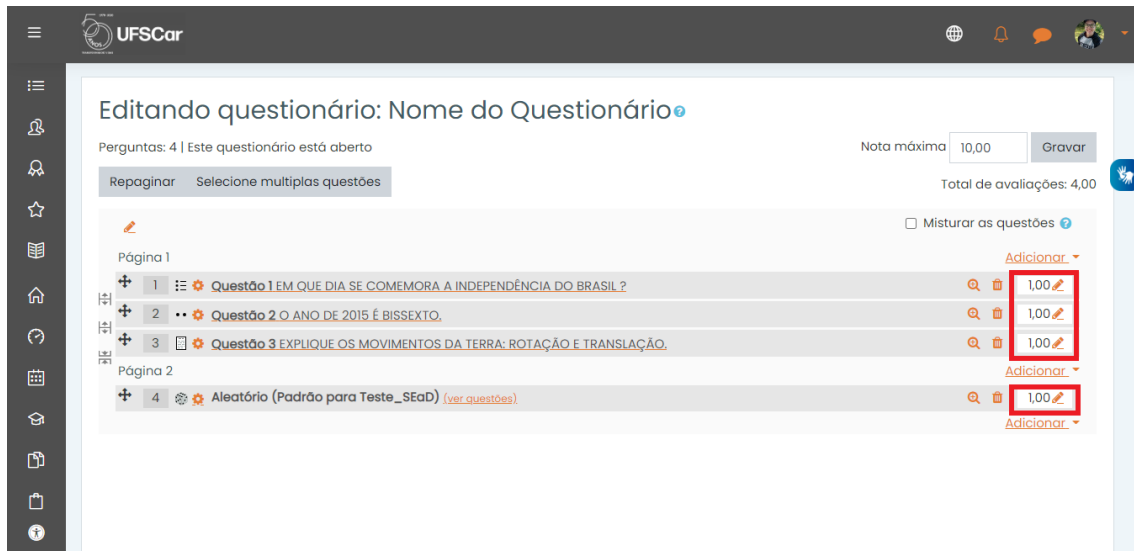 UFSCar
Editando questionário: Nome do Questionário
Perguntas: 4 | Este questionário está aberto
Nota máxima 10,00 Gravar
Repaginar Selecione multiplas questões
Total de avaliações: 4,00
Misturar as questões
Página 1 Adicionar
1 Questão 1 EM QUE DIA SE COMEMORA A INDEPENDÊNCIA DO BRASIL ? 1,00
2 Questão 2 O ANO DE 2015 É BISSEXTO. 1,00
3 Questão 3 EXPLIQUE OS MOVIMENTOS DA TERRA: ROTAÇÃO E TRANSLAÇÃO. 1,00
Página 2 Adicionar
4 Aleatório (Padrão para Teste_SEaD) (ver questões) 1,00
Adicionar